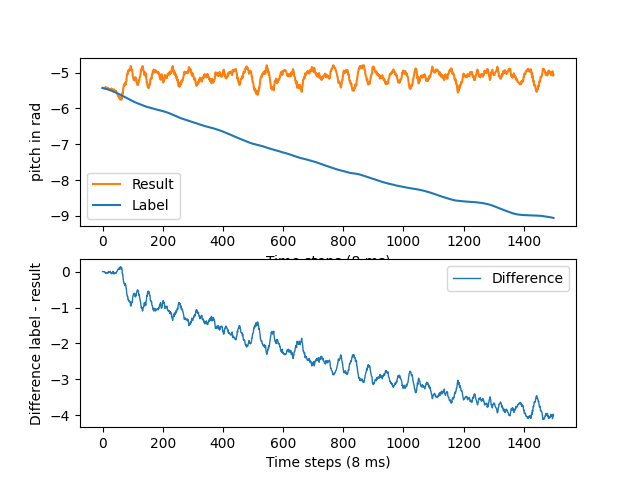 −5
−6
−7
−8
−9
pitch in rad
Result
Label
0 200 400 600 800 1000 1200 1400
Time steps (8 ms)
0
−1
−2
−3
−4
Difference label - result
Difference
0 200 400 600 800 1000 1200 1400
Time steps (8 ms)